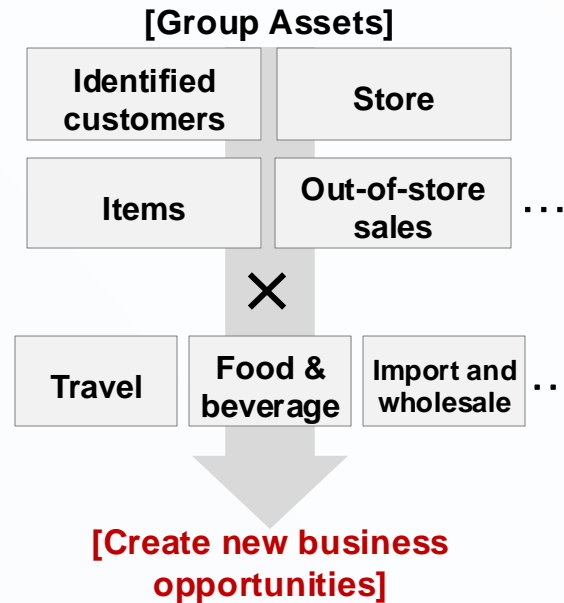 [Group Assets]
Identified
customers
Store
Items
Out-of-store
sales
...
×
Travel
Food &
beverage
Import and
wholesale
..
[Create new business
opportunities]